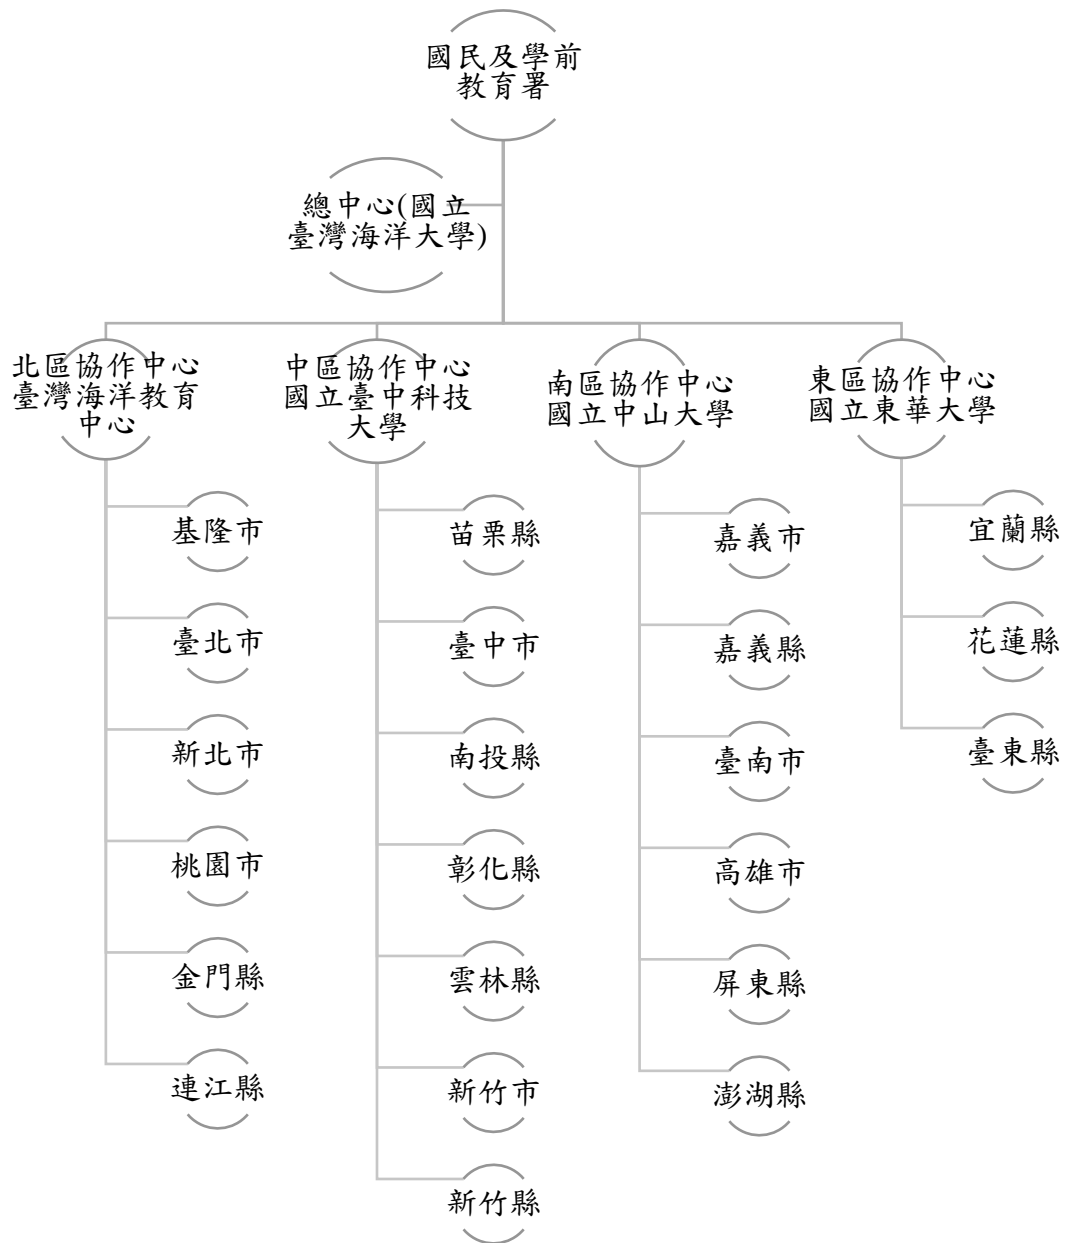 國民及學前
教育署
總中心(國立
臺灣海洋大學)
北區協作中心
臺灣海洋教育
中心
基隆市
臺北市
新北市
桃園市
金門縣
連江縣
中區協作中心
國立臺中科技
大學
苗栗縣
臺中市
南投縣
彰化縣
雲林縣
新竹市
新竹縣
南區協作中心
國立中山大學
嘉義市
嘉義縣
臺南市
高雄市
屏東縣
澎湖縣
東區協作中心
國立東華大學
宜蘭縣
花蓮縣
臺東縣